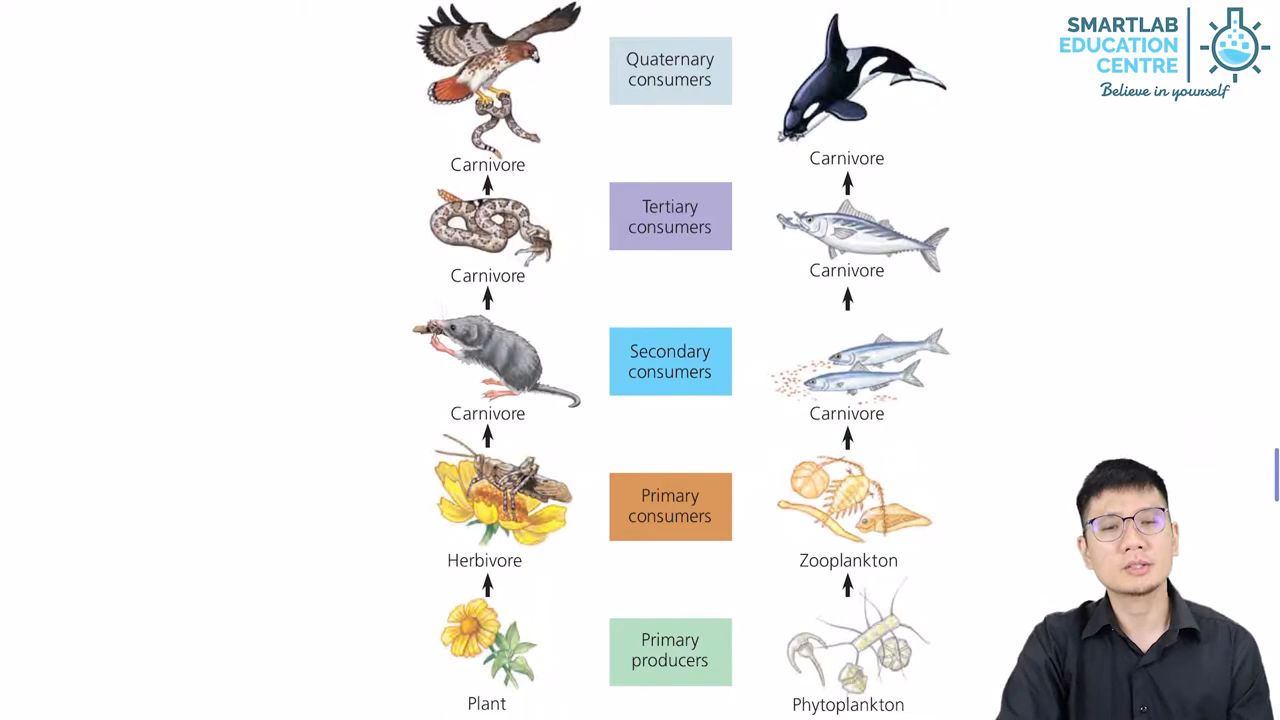 SMARTLAB
EDUCATION
CENTRE
Believe in yourself
Quaternary
consumers
Carnivore
Carnivore
Tertiary
consumers
Carnivore
Carnivore
Secondary
consumers
Carnivore
Carnivore
Primary
consumers
Herbivore
Zooplankton
Primary
producers
Plant
Phytoplankton